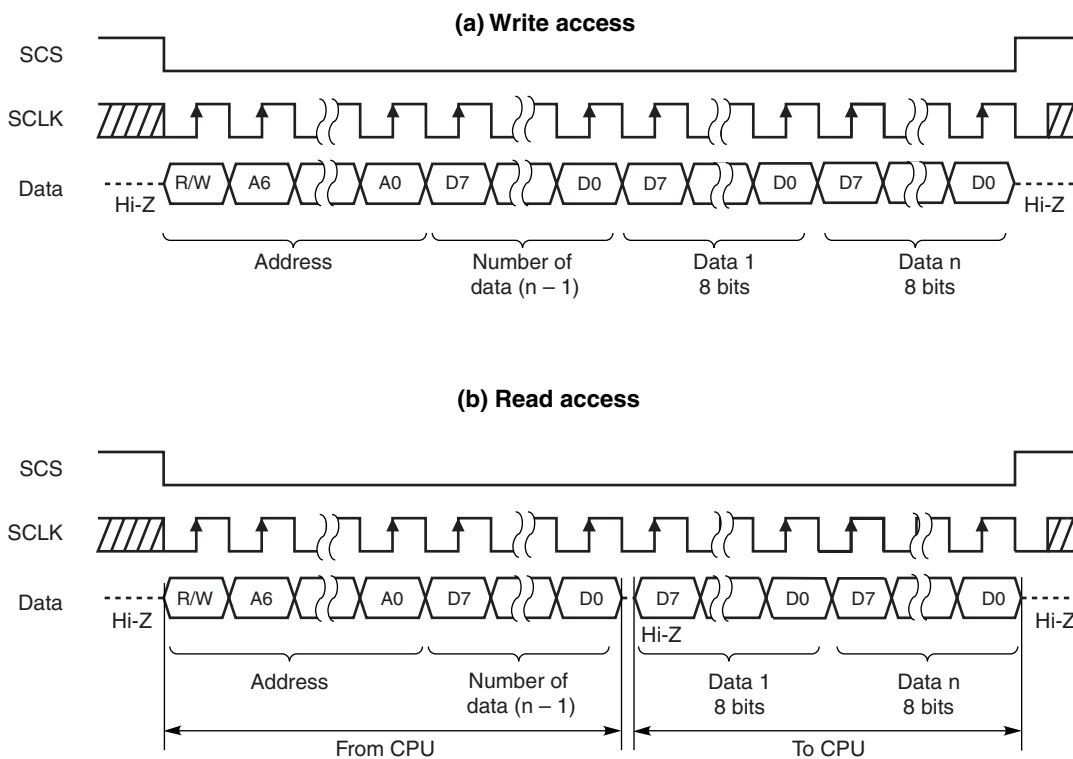 (a) Write access
SCS
SCLK
Data
Hi-Z
R/W A6 A0 D7 D0 D7 D0 D7 D0
Hi-Z
Address
Number of
data (n – 1)
Data 1
8 bits
Data n
8 bits
(b) Read access
SCS
SCLK
Data
Hi-Z
R/W A6 A0 D7 D0 D7 D0 D7 D0
Hi-Z
Hi-Z
Address
Number of
data (n – 1)
Data 1
8 bits
Data n
8 bits
From CPU
To CPU